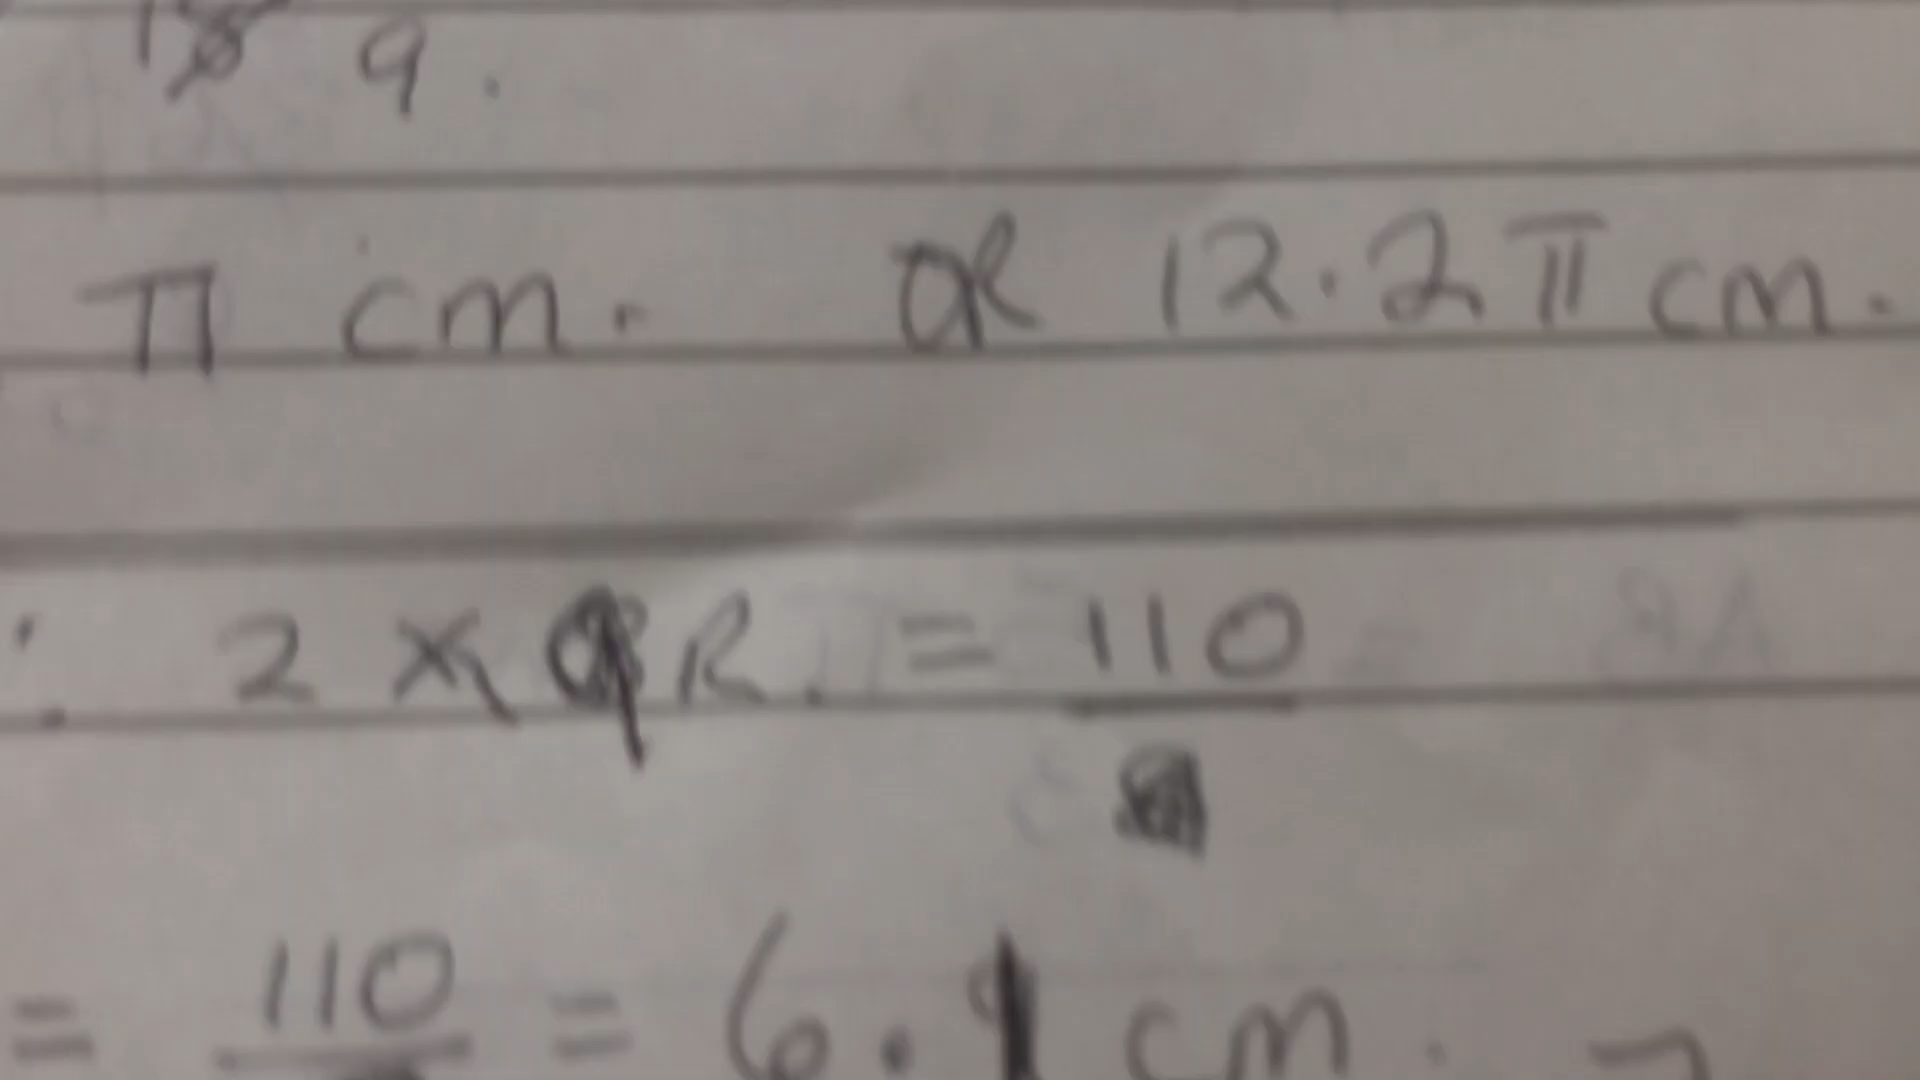 9.
π cm. OR 12.2π cm.
2 × R. = 110
= 110 = 6.1 cm.